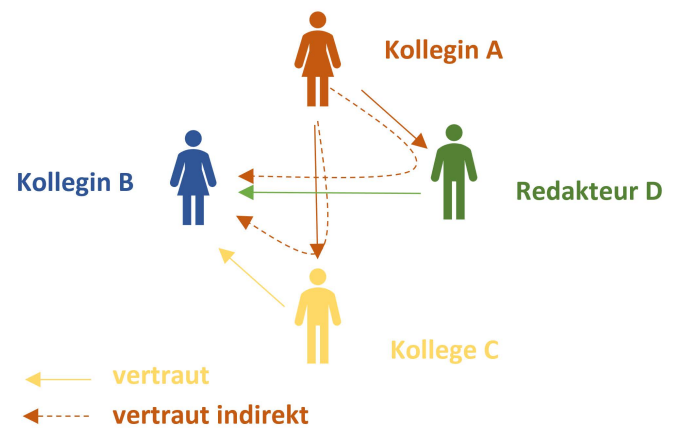 Kollegin A
Kollegin B
Redakteur D
Kollege C
vertraut
vertraut indirekt